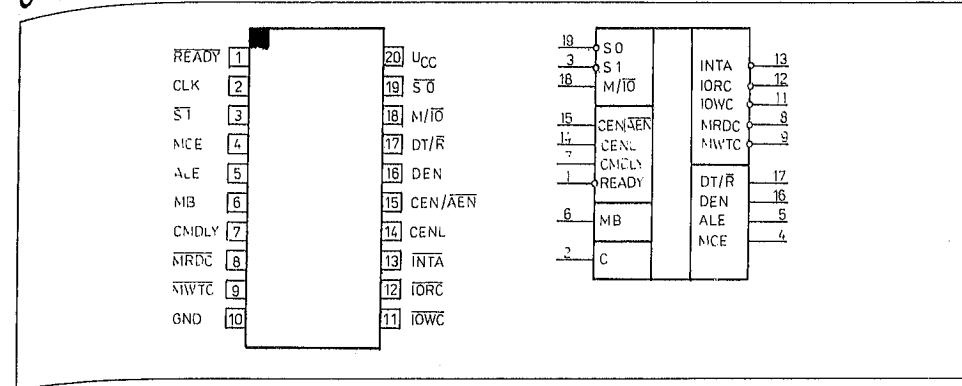 READY 1 20 UCC
CLK 2 19 S0
S1 3 18 M/IO
MCE 4 17 DT/R
ALE 5 16 DEN
MB 6 15 CEN/AEN
CMDLY 7 14 CENL
MRDC 8 13 INTA
MWTC 9 12 IORC
GND 10 11 IOWC
19 S0
3 S1
18 M/IO
15 CEN/AEN
14 CENL
7 CMDLY
1 READY
6 MB
2 C
INTA 13
IORC 12
IOWC 11
MRDC 8
MWTC 9
DT/R 17
DEN 16
ALE 5
MCE 4